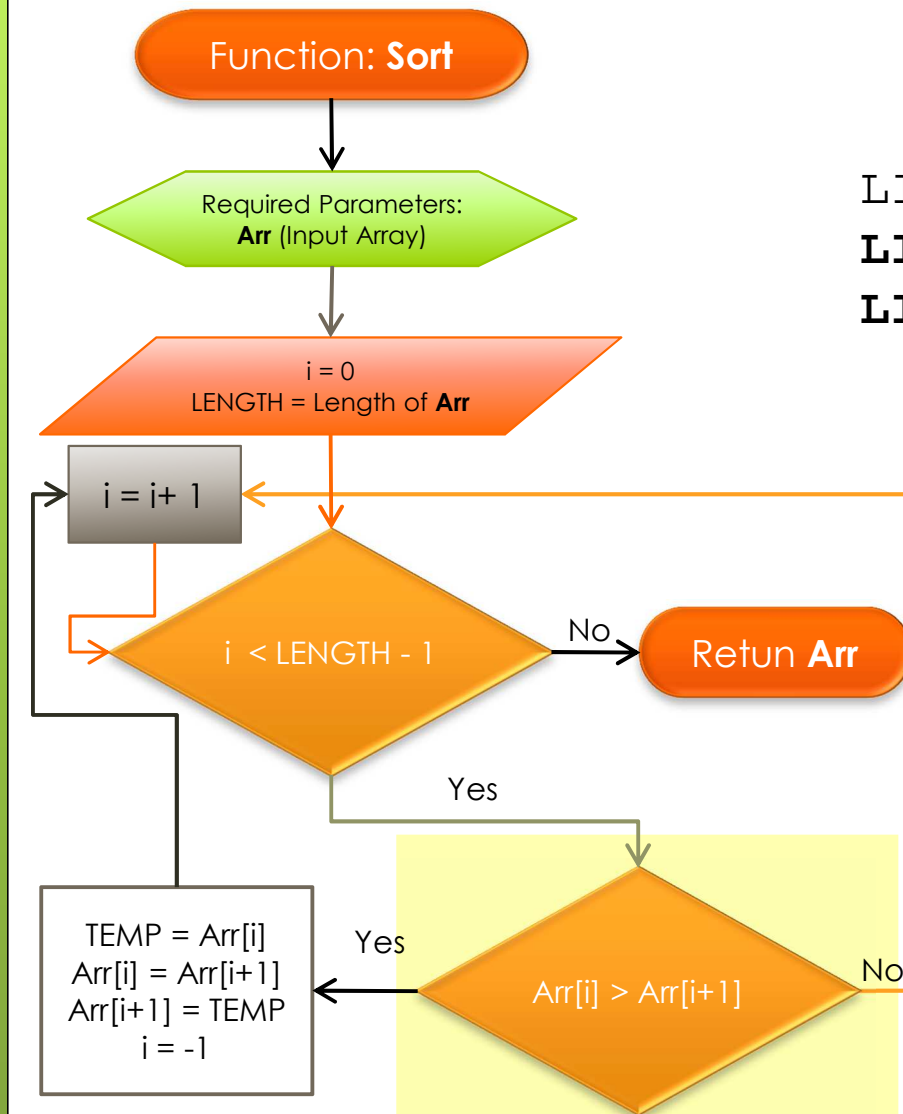 Function: Sort
Required Parameters:
Arr (Input Array)
i = 0
LENGTH = Length of Arr
i = i+ 1
i < LENGTH - 1
No
Retun Arr
Yes
Arr[i] > Arr[i+1]
Yes
No
TEMP = Arr[i]
Arr[i] = Arr[i+1]
Arr[i+1] = TEMP
i = -1